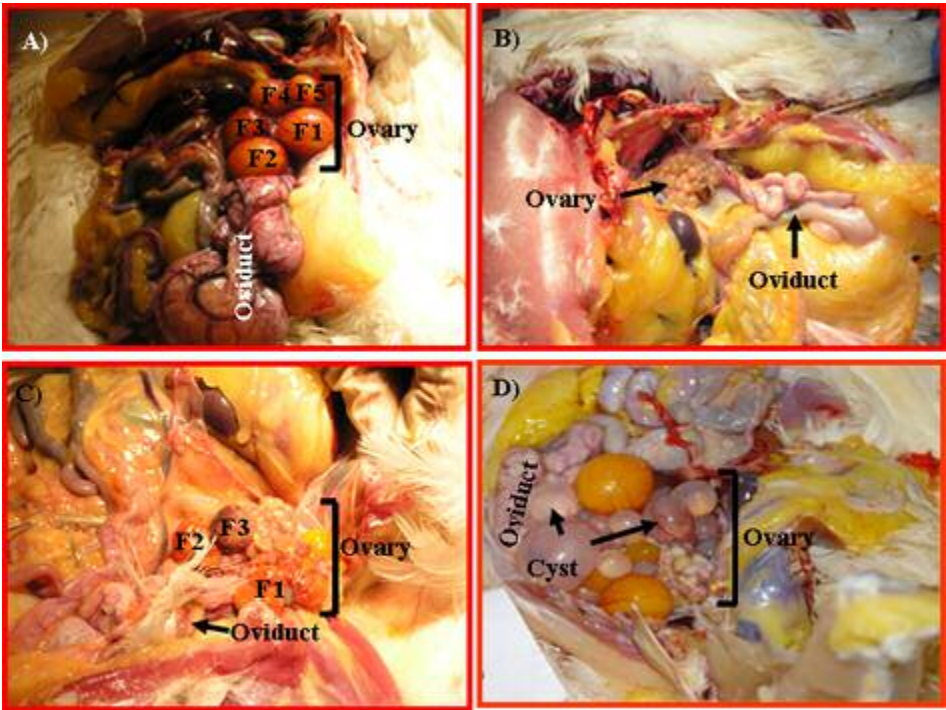 A)
F4 F5
F3 F1
F2
Ovary
Oviduct
B)
Ovary
Oviduct
C)
F2 F3
F1
Ovary
Oviduct
D)
Oviduct
Cyst
Ovary